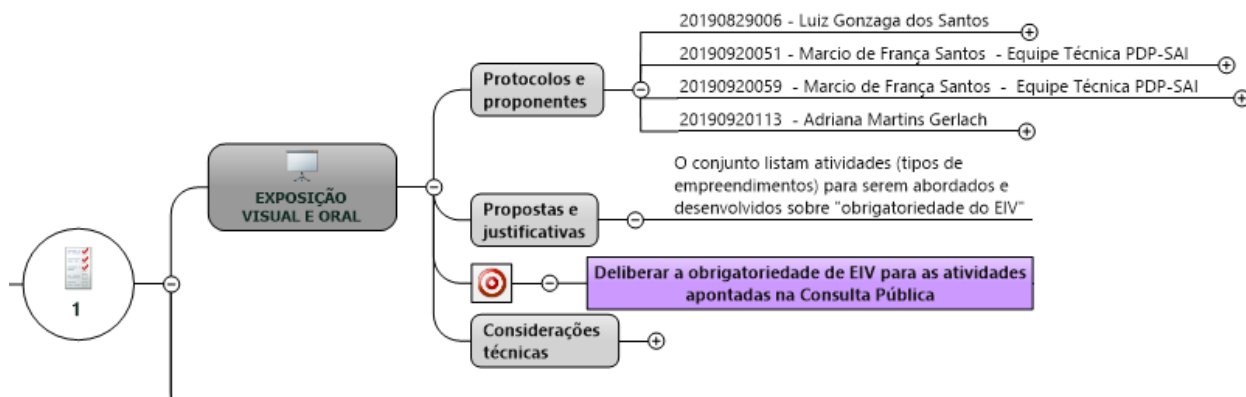 20190829006 - Luiz Gonzaga dos Santos
20190920051 - Marcio de França Santos - Equipe Técnica PDP-SAI
Protocolos e
proponentes
20190920059 - Marcio de França Santos - Equipe Técnica PDP-SAI
20190920113 - Adriana Martins Gerlach
EXPOSIÇÃO
VISUAL E ORAL
O conjunto listam atividades (tipos de
empreendimentos) para serem abordados e
desenvolvidos sobre "obrigatoriedade do EIV"
Propostas e
justificativas
1
Deliberar a obrigatoriedade de EIV para as atividades
apontadas na Consulta Pública
Considerações
técnicas